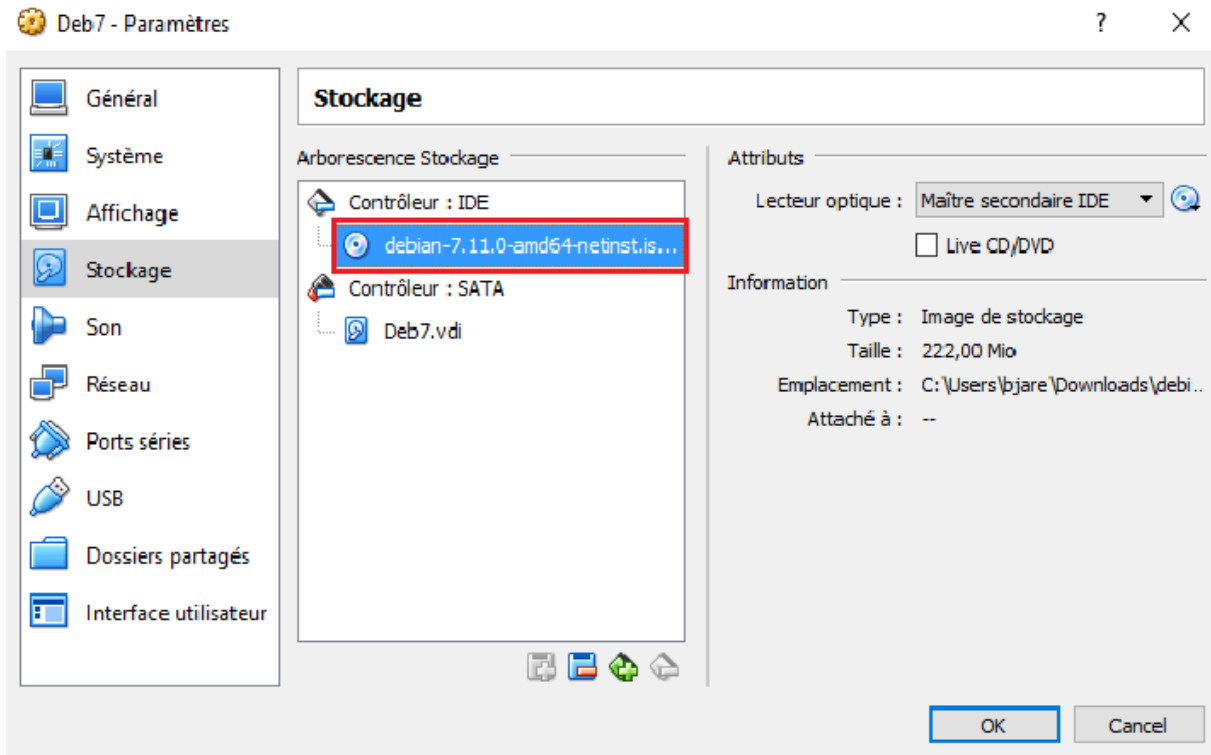 Deb7 - Paramètres
?
Général
Système
Affichage
Stockage
Son
Réseau
Ports séries
USB
Dossiers partagés
Interface utilisateur
Stockage
Arborescence Stockage
Contrôleur : IDE
debian-7.11.0-amd64-netinst.is...
Contrôleur : SATA
Deb7.vdi
Attributs
Lecteur optique : Maître secondaire IDE
Live CD/DVD
Information
Type : Image de stockage
Taille : 222,00 Mio
Emplacement : C:\Users\bjare\Downloads\debi..
Attaché à : --
OK Cancel